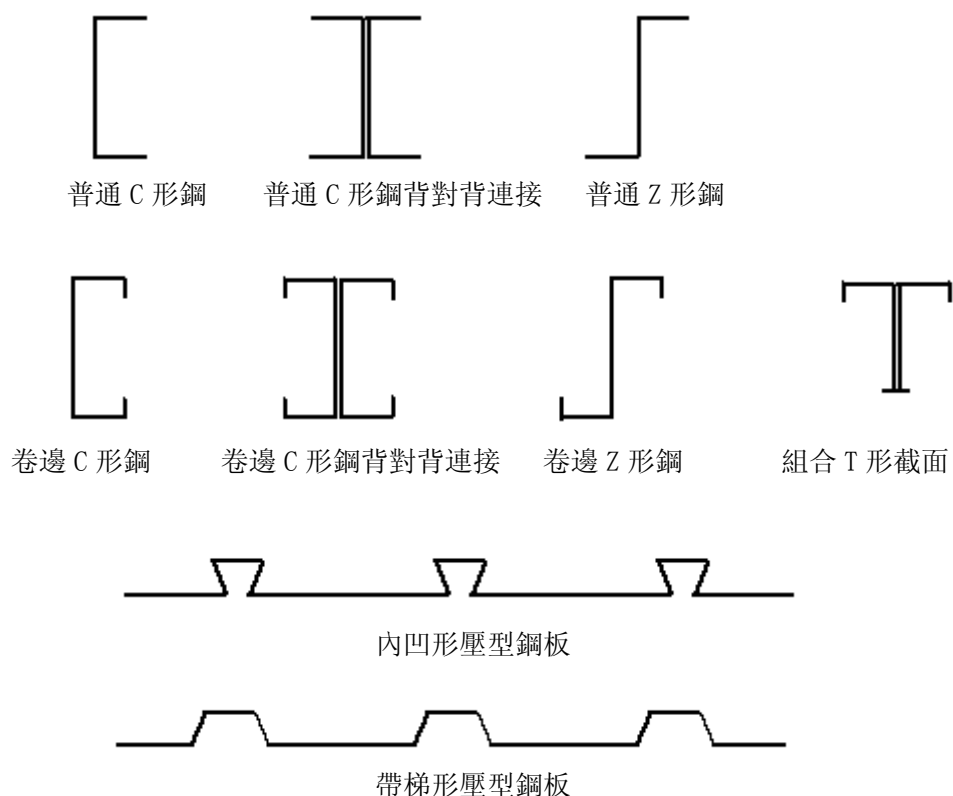 普通 C 形鋼
普通 C 形鋼背對背連接
普通 Z 形鋼
卷邊 C 形鋼
卷邊 C 形鋼背對背連接
卷邊 Z 形鋼
組合 T 形截面
內凹形壓型鋼板
帶梯形壓型鋼板